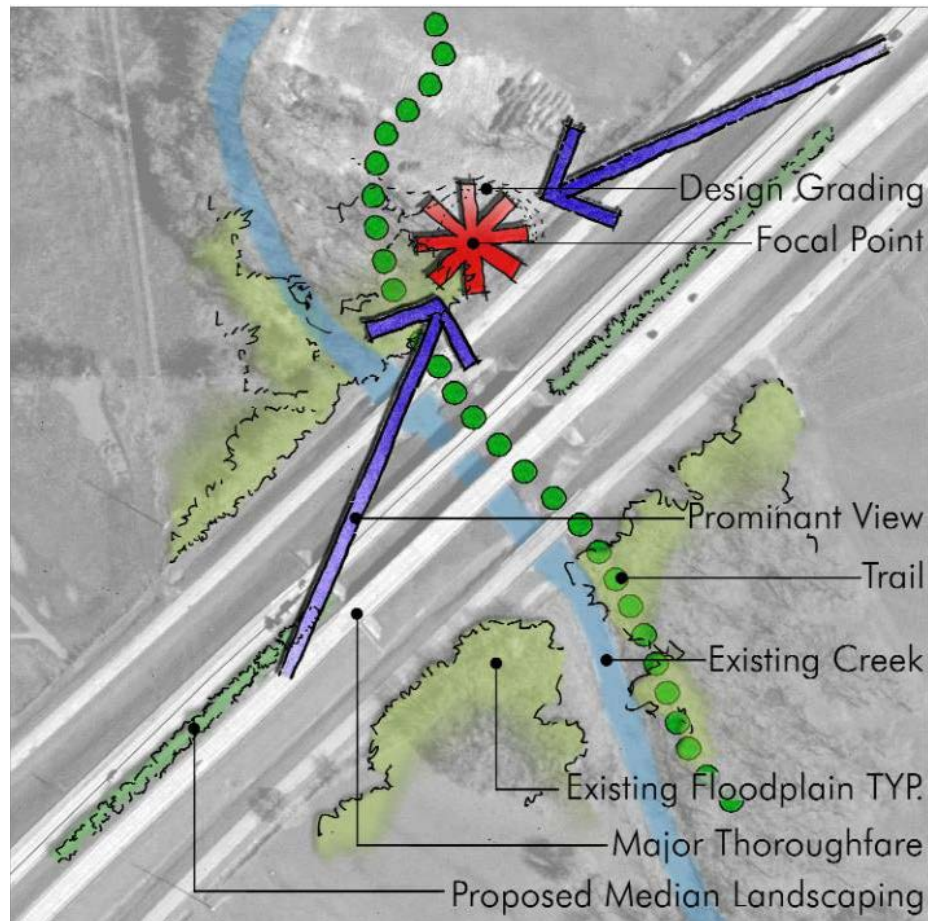 Design Grading
Focal Point
Prominant View
Trail
Existing Creek
Existing Floodplain TYP.
Major Thoroughfare
Proposed Median Landscaping